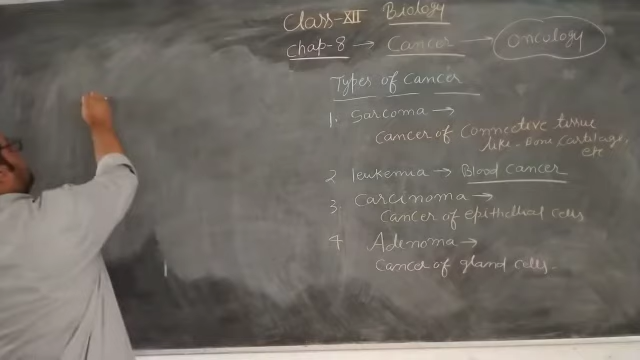 Class-XII Biology
Chap-8 → Cancer → Oncology
Types of cancer
1. Sarcoma →
Cancer of Connective tissue
like - Bone Cartilage,
etc
2 leukemia → Blood cancer
3. Carcinoma →
Cancer of epithelial cells
4 Adenoma →
Cancer of gland cells.